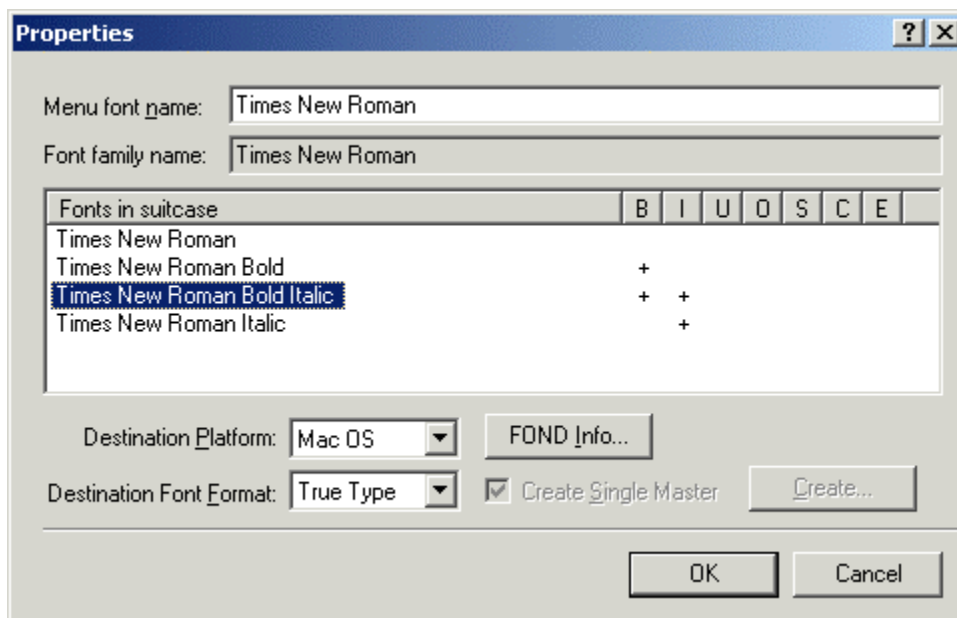 Properties
Menu font name: Times New Roman
Font family name: Times New Roman
Fonts in suitcase B I U O S C E
Times New Roman
Times New Roman Bold +
Times New Roman Bold Italic + +
Times New Roman Italic +
Destination Platform: Mac OS FOND Info...
Destination Font Format: True Type Create Single Master Create...
OK Cancel